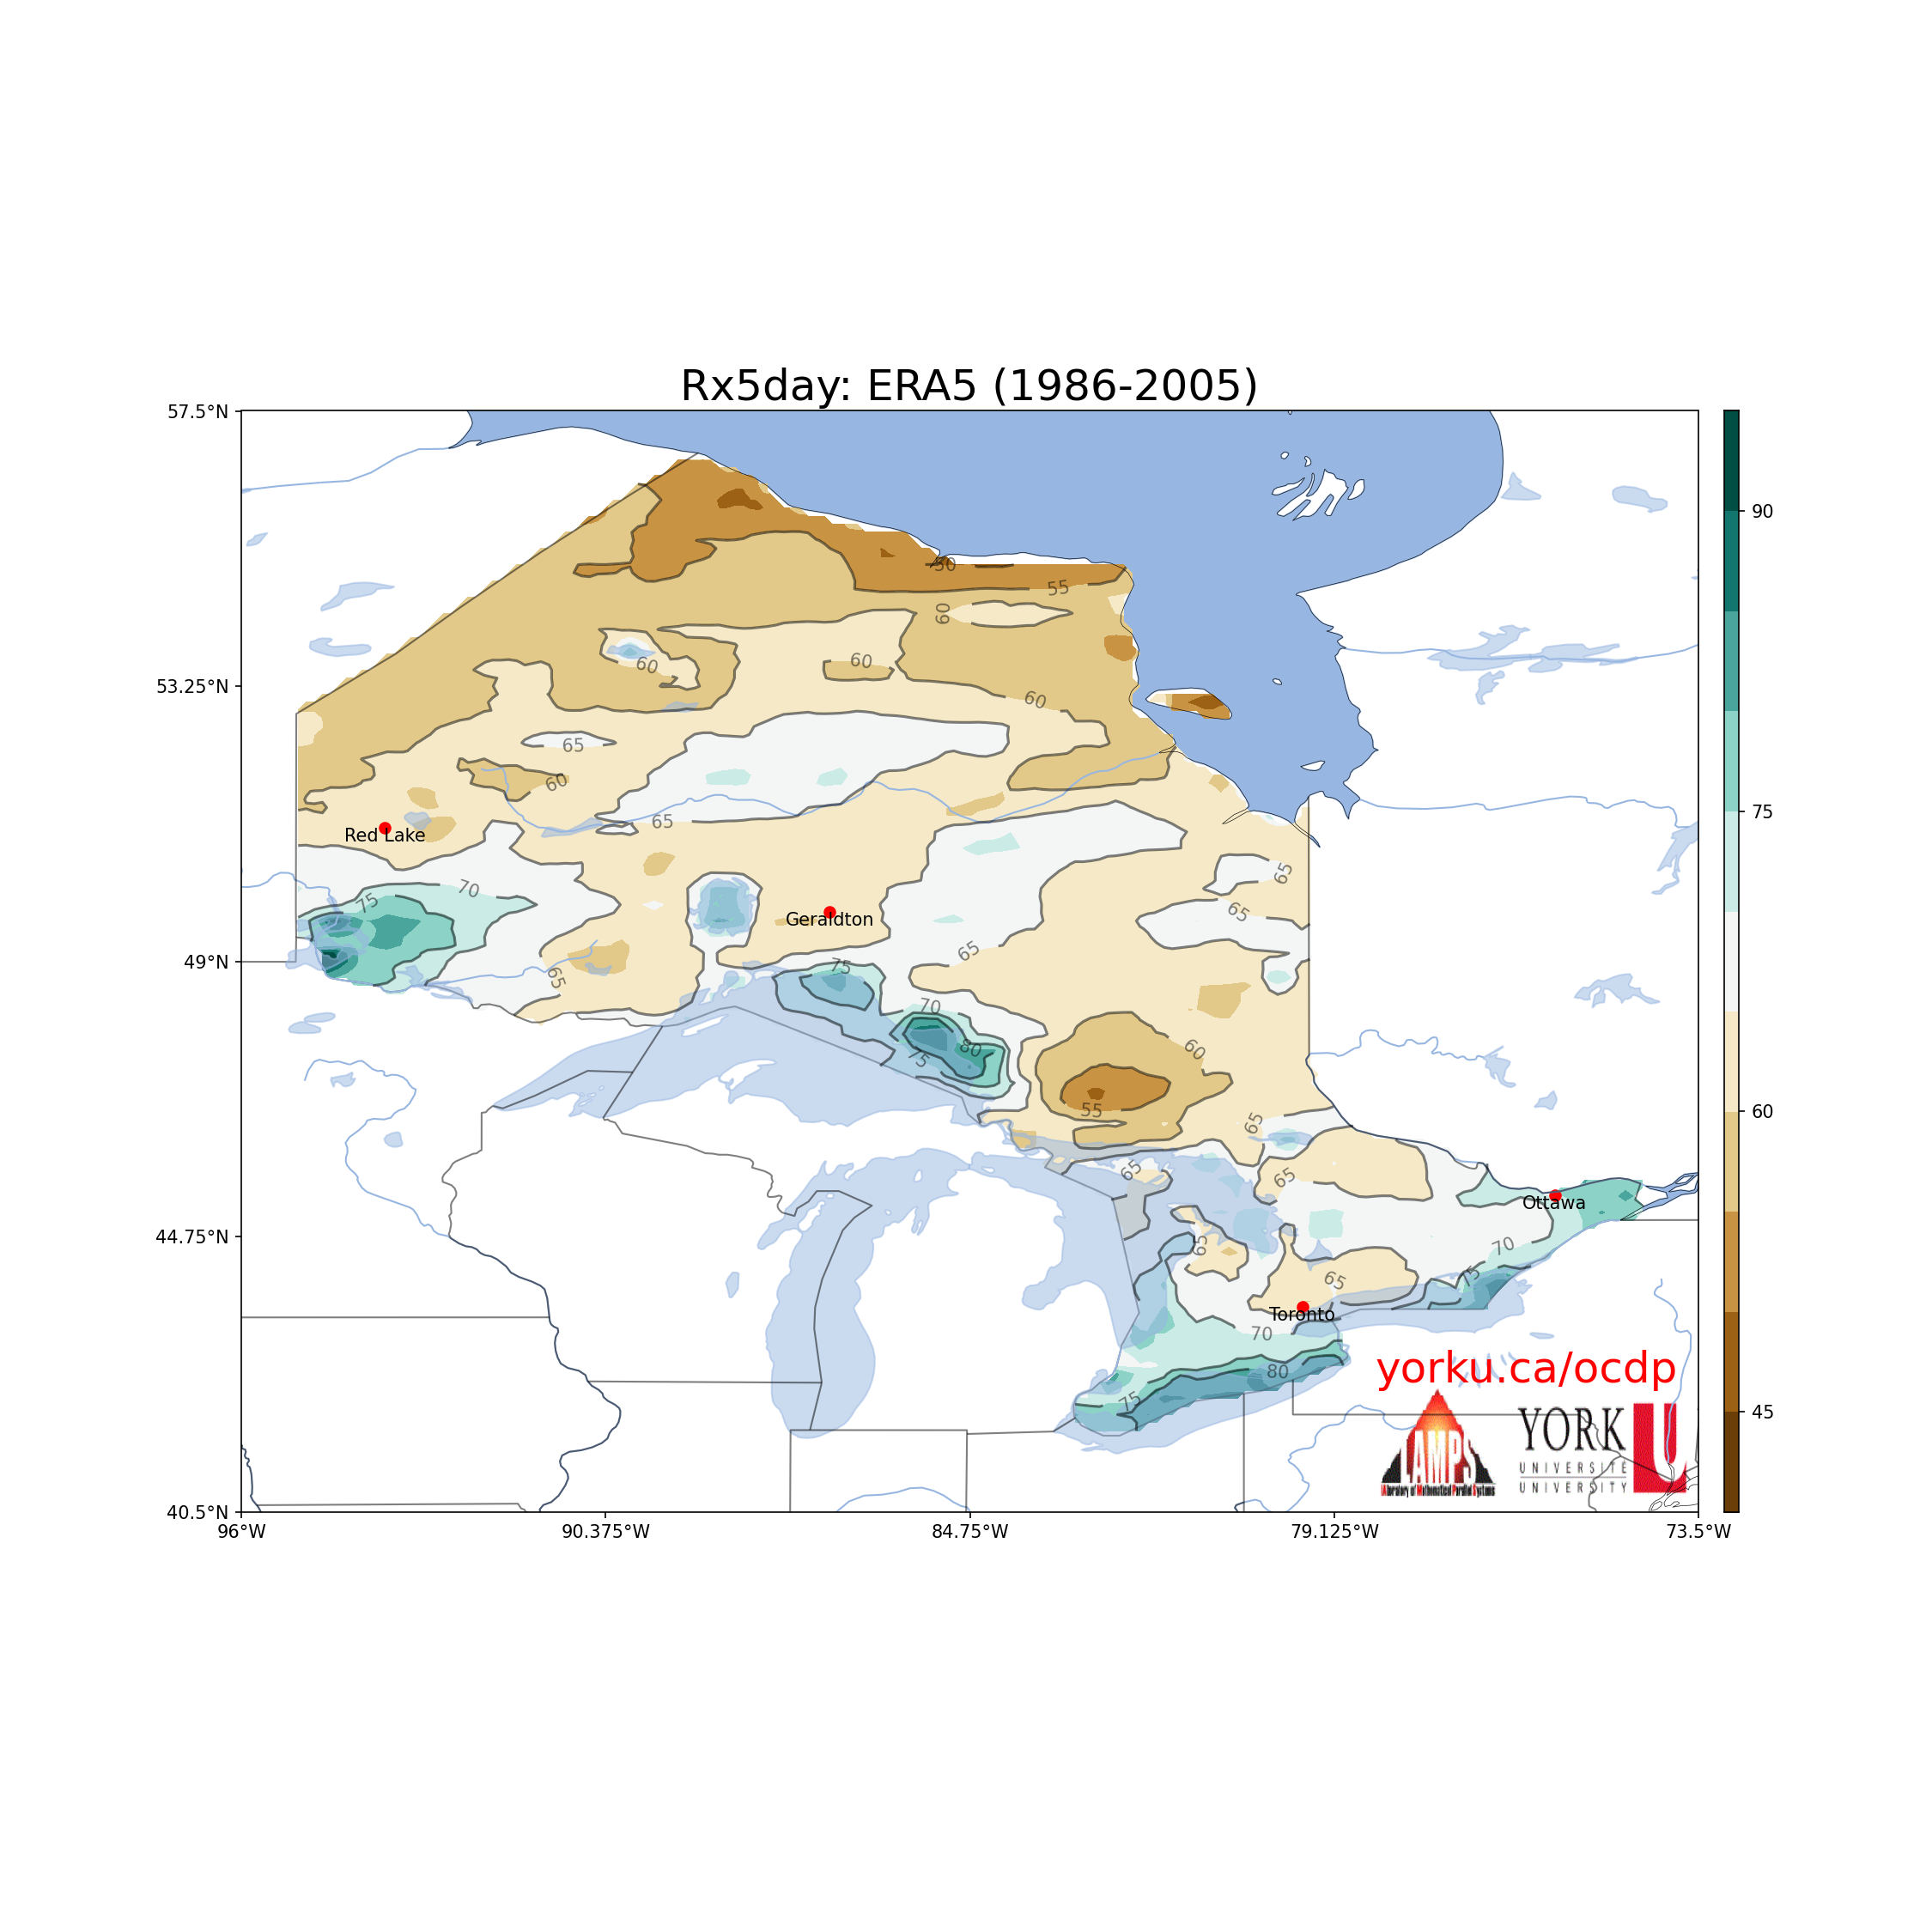 Rx5day: ERA5 (1986-2005)
57.5°N
53.25°N
49°N
44.75°N
40.5°N
96°W
90.375°W
84.75°W
79.125°W
73.5°W
90
75
60
45
50
55
60
60
60
60
65
60
65
Red Lake
75
70
65
65
Geraldton
65
65
75
70
80
75
60
55
65
65
65
65
Ottawa
70
75
65
Toronto
70
80
75
yorku.ca/ocdp
LAMPS
Laboratory of Mathematical Parallel Systems
YORK U
UNIVERSITÉ
UNIVERSITY